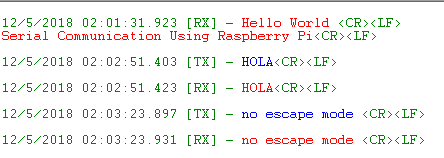 12/5/2018 02:01:31.923 [RX] - Hello World <CR><LF>
Serial Communication Using Raspberry Pi<CR><LF>
12/5/2018 02:02:51.403 [TX] - HOLA<CR><LF>
12/5/2018 02:02:51.423 [RX] - HOLA<CR><LF>
12/5/2018 02:03:23.897 [TX] - no escape mode <CR><LF>
12/5/2018 02:03:23.931 [RX] - no escape mode <CR><LF>